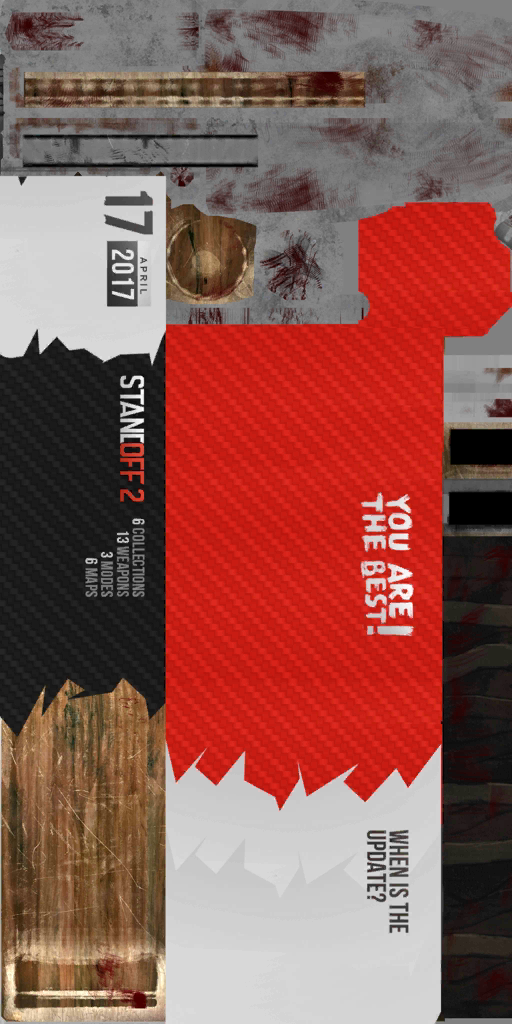 17
APRIL
2017
STANDOFF 2
6 COLLECTIONS
13 WEAPONS
3 MODES
6 MAPS
YOU ARE
THE BEST!
WHEN IS THE
UPDATE?